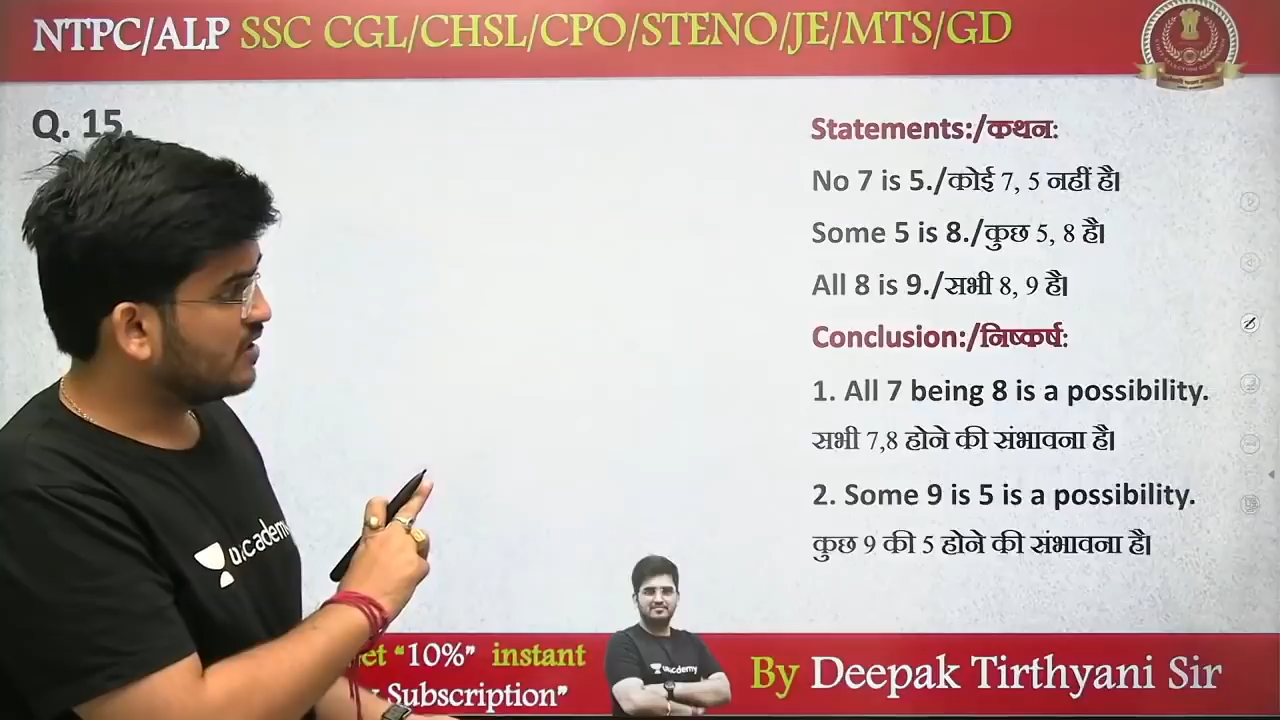 NTPC/ALP SSC CGL/CHSL/CPO/STENO/JE/MTS/GD
Q. 15.
Statements:/कथन:
No 7 is 5./कोई 7, 5 नहीं है।
Some 5 is 8./कुछ 5, 8 है।
All 8 is 9./सभी 8, 9 है।
Conclusion:/निष्कर्ष:
1. All 7 being 8 is a possibility.
सभी 7,8 होने की संभावना है।
2. Some 9 is 5 is a possibility.
कुछ 9 की 5 होने की संभावना है।
unacademy
et “10%” instant
Subscription”
unacademy
By Deepak Tirthyani Sir